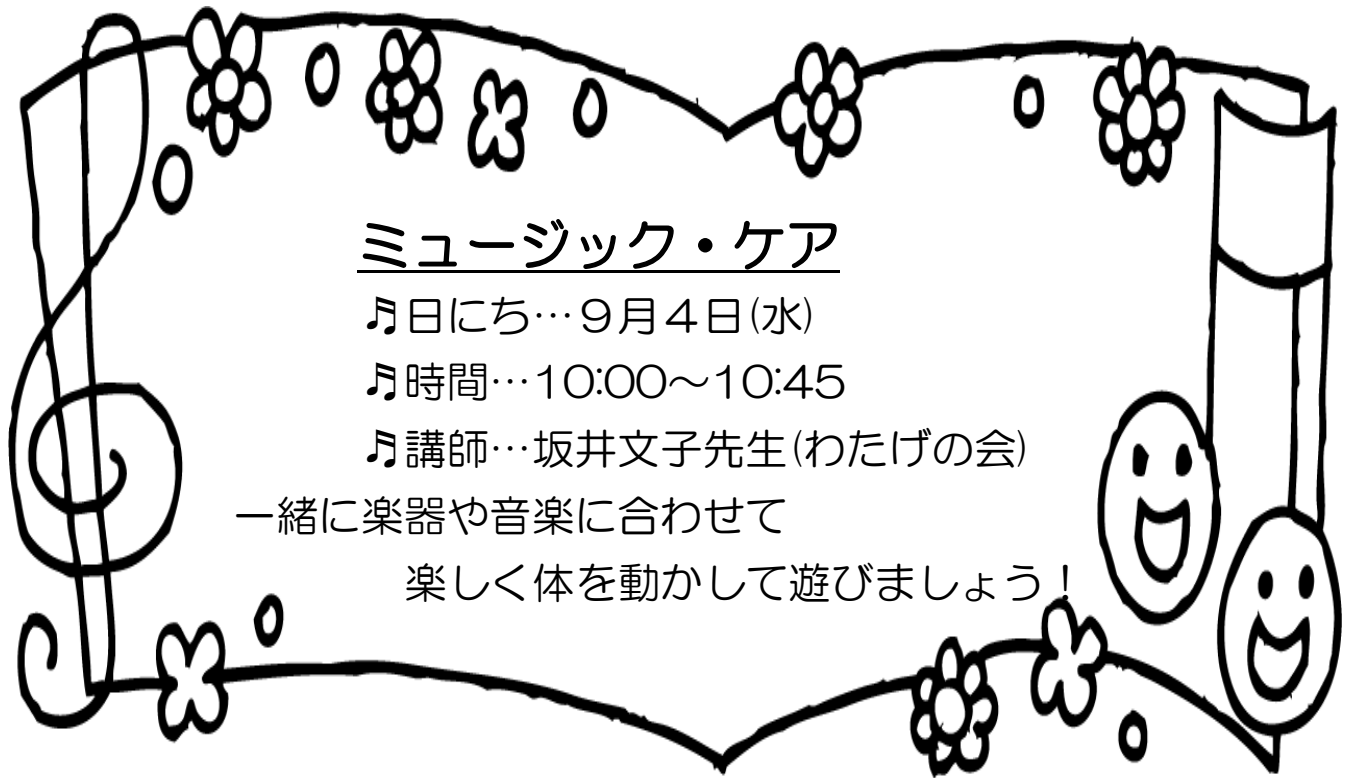 ミュージック・ケア
♬日にち…９月４日(水)
♬時間…10:00～10:45
♬講師…坂井文子先生(わたげの会)
一緒に楽器や音楽に合わせて
楽しく体を動かして遊びましょう！